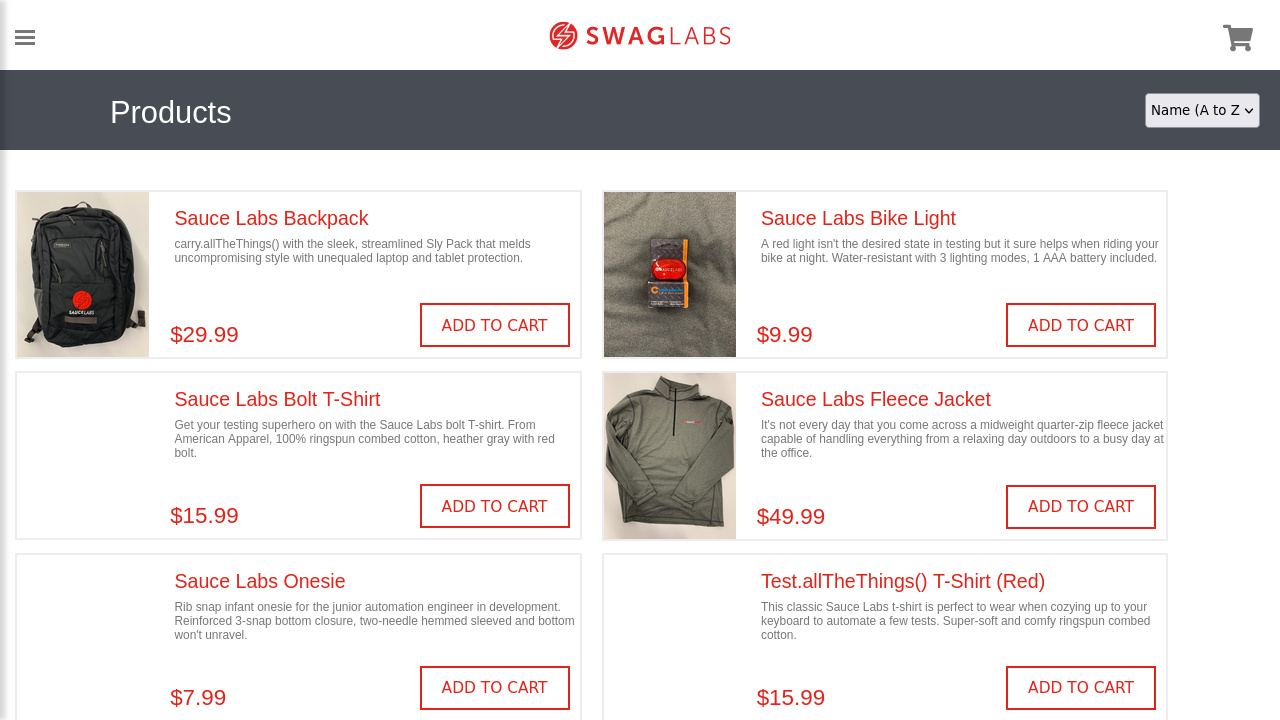 SWAGLABS
Products
Name (A to Z
Sauce Labs Backpack
carry.allTheThings() with the sleek, streamlined Sly Pack that melds
uncompromising style with unequaled laptop and tablet protection.
$29.99
ADD TO CART
Sauce Labs Bike Light
A red light isn't the desired state in testing but it sure helps when riding your
bike at night. Water-resistant with 3 lighting modes, 1 AAA battery included.
$9.99
ADD TO CART
SAUCELABS
Sauce Labs Bolt T-Shirt
Get your testing superhero on with the Sauce Labs bolt T-shirt. From
American Apparel, 100% ringspun combed cotton, heather gray with red
bolt.
$15.99
ADD TO CART
Sauce Labs Fleece Jacket
It's not every day that you come across a midweight quarter-zip fleece jacket
capable of handling everything from a relaxing day outdoors to a busy day at
the office.
$49.99
ADD TO CART
Sauce Labs Onesie
Rib snap infant onesie for the junior automation engineer in development.
Reinforced 3-snap bottom closure, two-needle hemmed sleeved and bottom
won't unravel.
$7.99
ADD TO CART
Test.allTheThings() T-Shirt (Red)
This classic Sauce Labs t-shirt is perfect to wear when cozying up to your
keyboard to automate a few tests. Super-soft and comfy ringspun combed
cotton.
$15.99
ADD TO CART